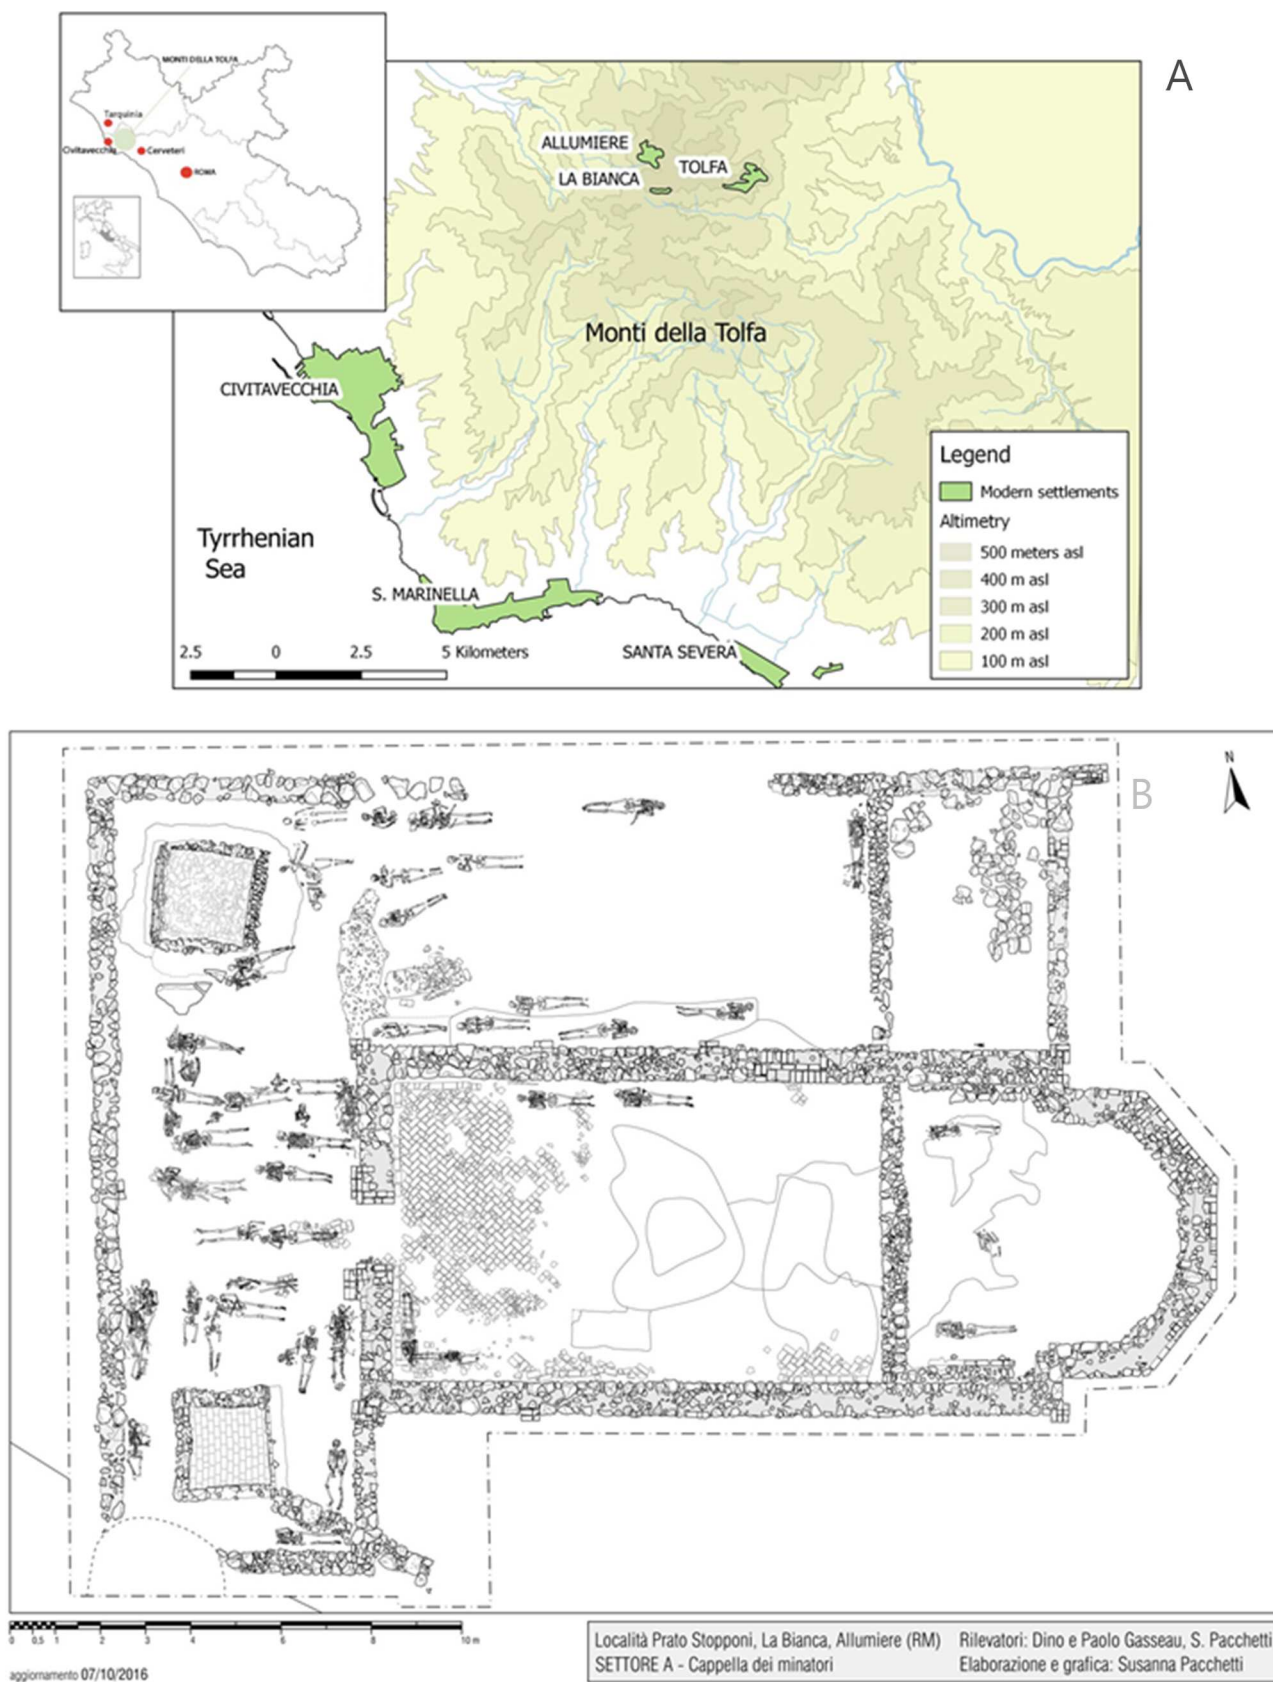 A
MONTI DELLA TOLFA
Tarquinia
Civitavecchia
Cerveteri
ROMA
ALLUMIERE
LA BIANCA
TOLFA
Monti della Tolfa
CIVITAVECCHIA
Tyrrhenian
Sea
S. MARINELLA
SANTA SEVERA
2.5 0 2.5 5 Kilometers
Legend
Modern settlements
Altimetry
500 meters asl
400 m asl
300 m asl
200 m asl
100 m asl
B
N
0 0,5 1 2 3 4 6 8 10 m
aggiornamento 07/10/2016
Località Prato Stopponi, La Bianca, Allumiere (RM) Rilevatori: Dino e Paolo Gasseau, S. Pacchetti
SETTORE A - Cappella dei minatori Elaborazione e grafica: Susanna Pacchetti